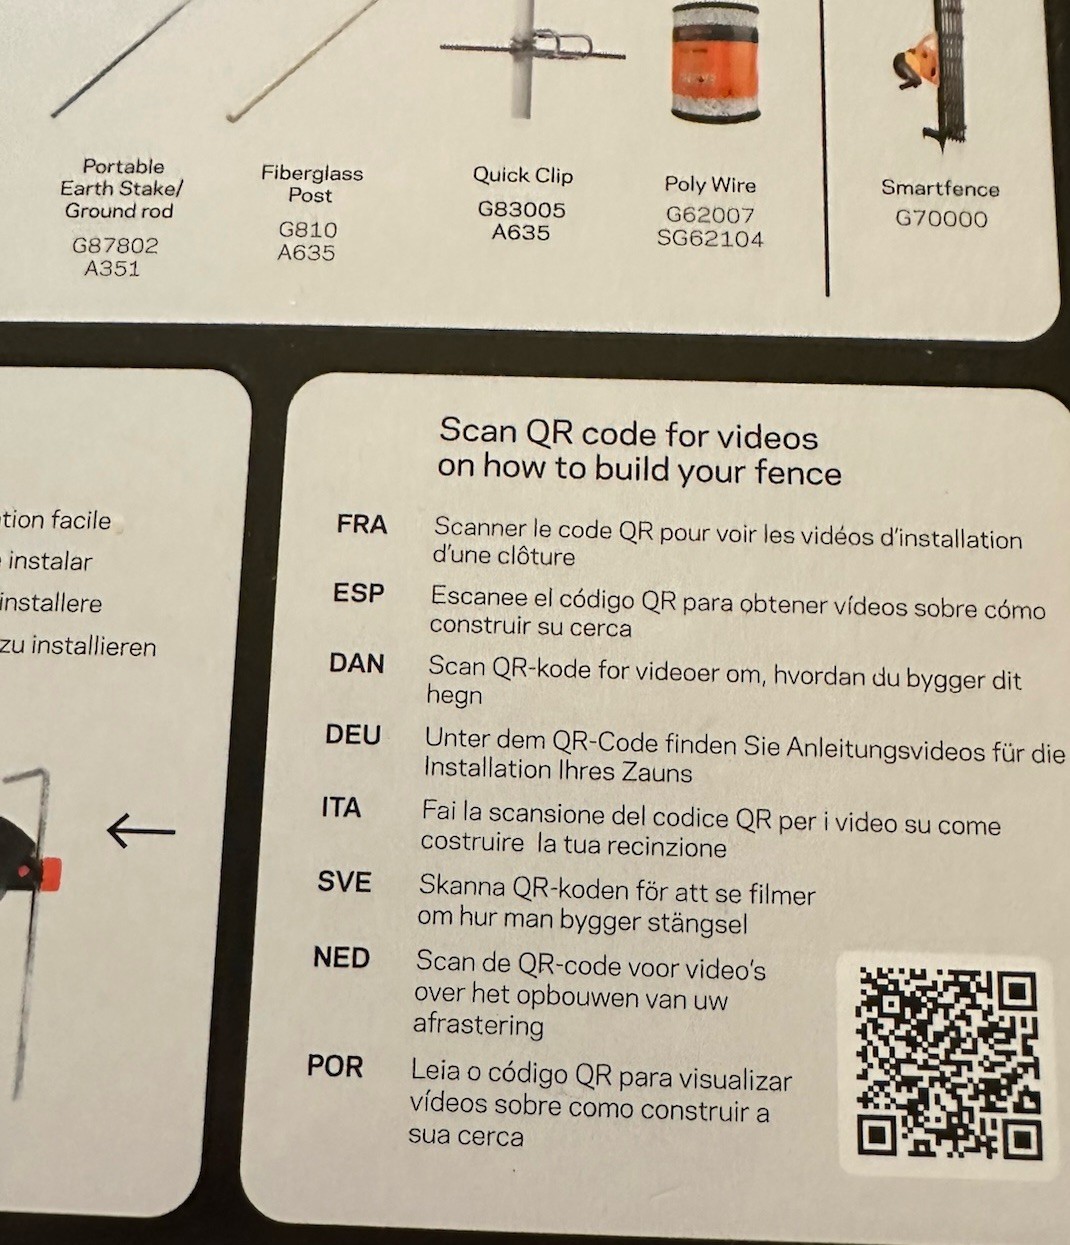 Portable
Earth Stake/
Ground rod
G87802
A351
Fiberglass
Post
G810
A635
Quick Clip
G83005
A635
Poly Wire
G62007
SG62104
Smartfence
G70000
tion facile
instalar
installere
zu installieren
Scan QR code for videos
on how to build your fence
FRA Scanner le code QR pour voir les vidéos d'installation
d'une clôture
ESP Escanee el código QR para obtener vídeos sobre cómo
construir su cerca
DAN Scan QR-kode for videoer om, hvordan du bygger dit
hegn
DEU Unter dem QR-Code finden Sie Anleitungsvideos für die
Installation Ihres Zauns
ITA Fai la scansione del codice QR per i video su come
costruire la tua recinzione
SVE Skanna QR-koden för att se filmer
om hur man bygger stängsel
NED Scan de QR-code voor video's
over het opbouwen van uw
afrastering
POR Leia o código QR para visualizar
vídeos sobre como construir a
sua cerca